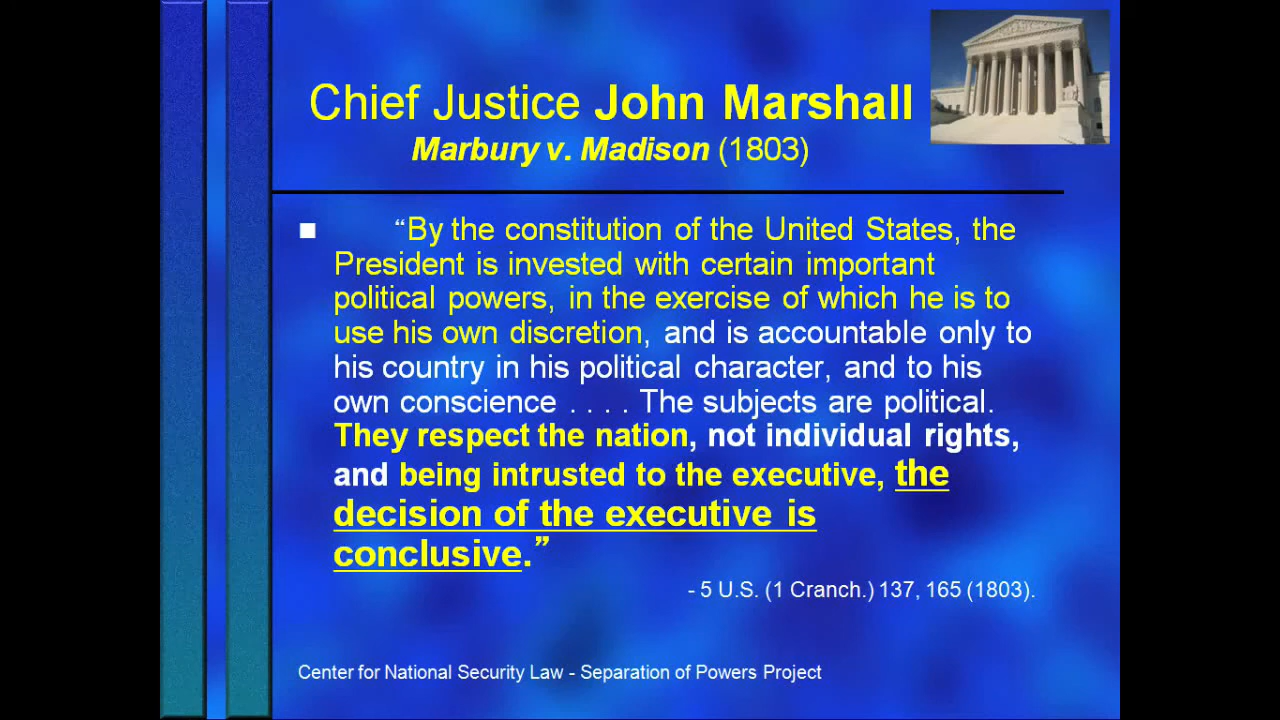 Chief Justice John Marshall
Marbury v. Madison (1803)
“By the constitution of the United States, the
President is invested with certain important
political powers, in the exercise of which he is to
use his own discretion, and is accountable only to
his country in his political character, and to his
own conscience . . . . The subjects are political.
They respect the nation, not individual rights,
and being intrusted to the executive, the
decision of the executive is
conclusive.”
- 5 U.S. (1 Cranch.) 137, 165 (1803).
Center for National Security Law - Separation of Powers Project